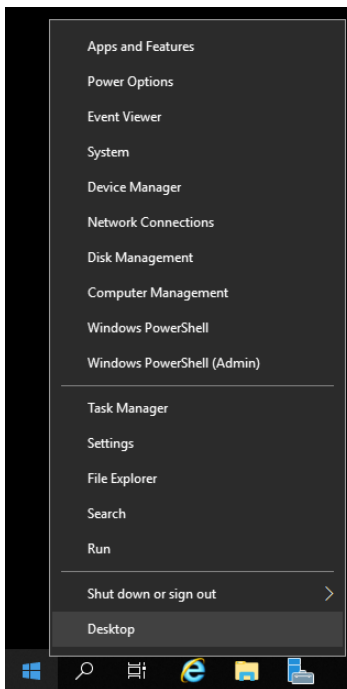 Apps and Features
Power Options
Event Viewer
System
Device Manager
Network Connections
Disk Management
Computer Management
Windows PowerShell
Windows PowerShell (Admin)
Task Manager
Settings
File Explorer
Search
Run
Shut down or sign out
Desktop